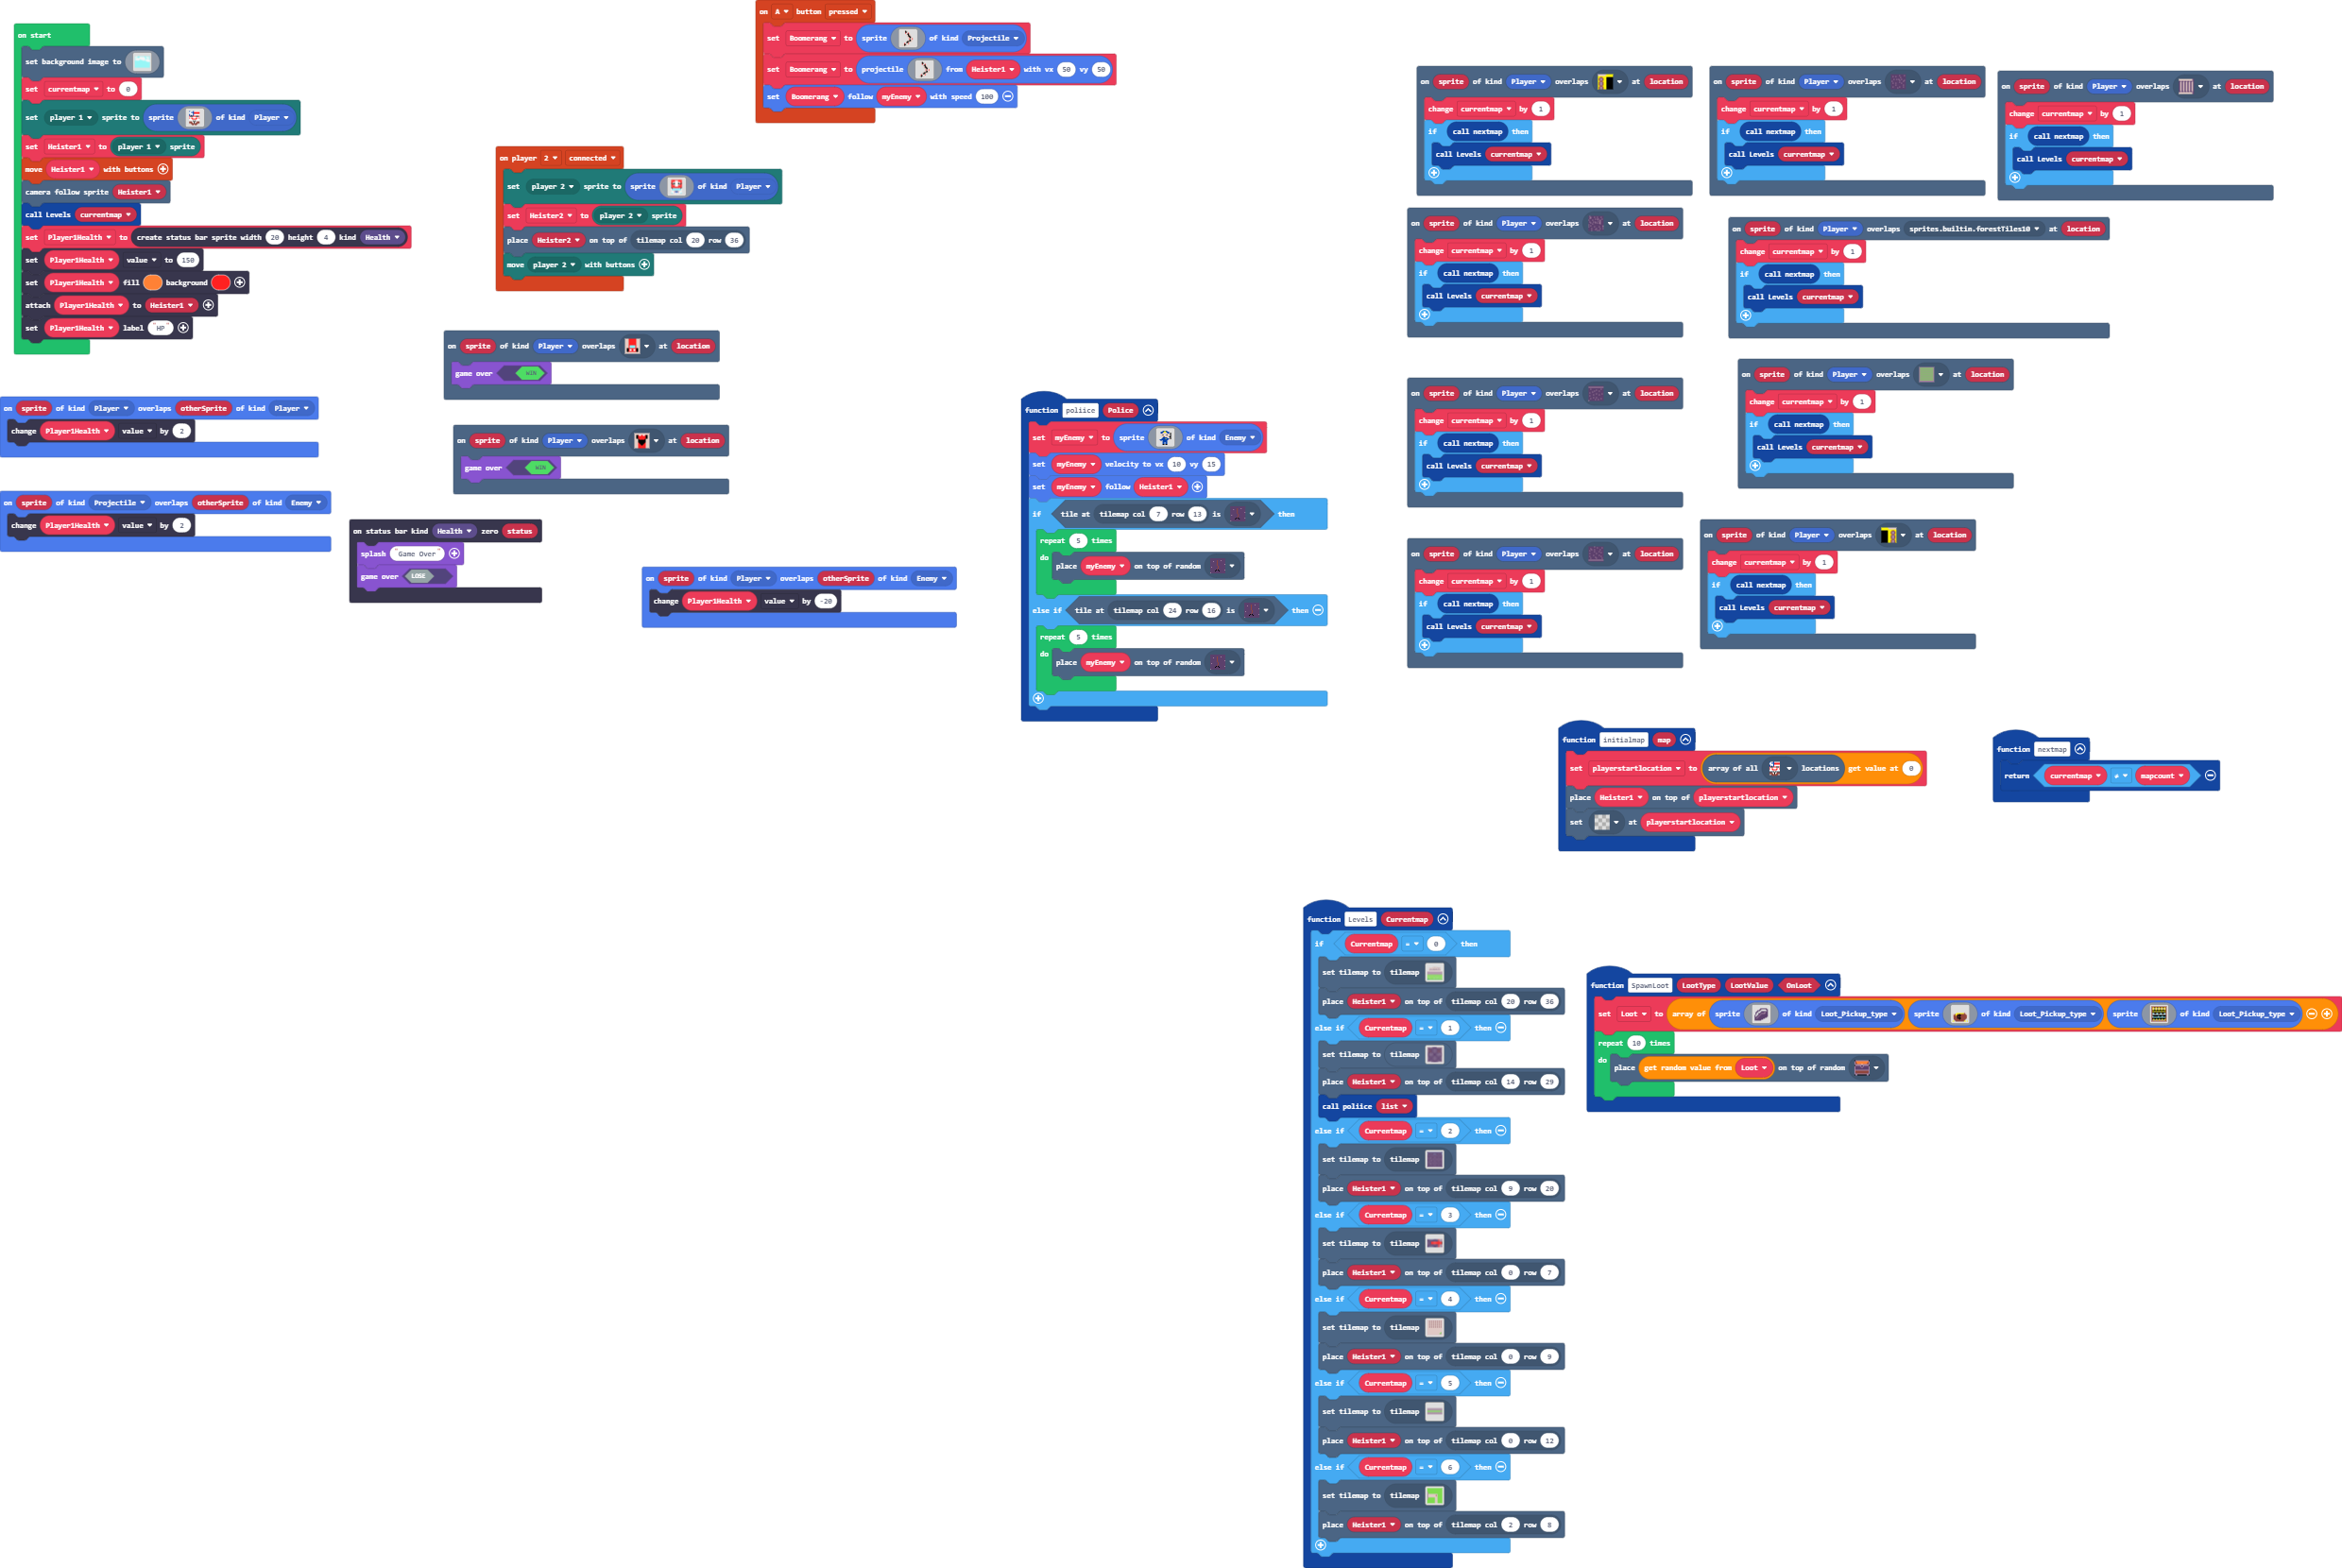 on start
set background image to
set currentmap to 0
set player 1 sprite to sprite of kind Player
set Heister1 to player 1 sprite
move Heister1 with buttons
camera follow sprite Heister1
call Levels currentmap
set Player1Health to create status bar sprite width 20 height 4 kind Health
set Player1Health value to 150
set Player1Health fill background
attach Player1Health to Heister1
set Player1Health label "HP"
on sprite of kind Player overlaps otherSprite of kind Player
change Player1Health value by 2
on sprite of kind Projectile overlaps otherSprite of kind Enemy
change Player1Health value by 2
on A button pressed
set Boomerang to sprite of kind Projectile
set Boomerang to projectile from Heister1 with vx 50 vy 50
set Boomerang follow myEnemy with speed 100
on player 2 connected
set player 2 sprite to sprite of kind Player
set Heister2 to player 2 sprite
place Heister2 on top of tilemap col 20 row 36
move player 2 with buttons
on sprite of kind Player overlaps at location
game over WIN
on sprite of kind Player overlaps at location
game over WIN
on status bar kind Health zero status
splash "Game Over"
game over LOSE
on sprite of kind Player overlaps otherSprite of kind Enemy
change Player1Health value by -20
function poliice Police
set myEnemy to sprite of kind Enemy
set myEnemy velocity to vx 10 vy 15
set myEnemy follow Heister1
if tile at tilemap col 7 row 13 is then
repeat 5 times
do
place myEnemy on top of random
else if tile at tilemap col 24 row 16 is then
repeat 5 times
do
place myEnemy on top of random
on sprite of kind Player overlaps at location
change currentmap by 1
if call nextmap then
call Levels currentmap
on sprite of kind Player overlaps at location
change currentmap by 1
if call nextmap then
call Levels currentmap
on sprite of kind Player overlaps at location
change currentmap by 1
if call nextmap then
call Levels currentmap
on sprite of kind Player overlaps at location
change currentmap by 1
if call nextmap then
call Levels currentmap
on sprite of kind Player overlaps sprites.builtin.forestTiles10 at location
change currentmap by 1
if call nextmap then
call Levels currentmap
on sprite of kind Player overlaps at location
change currentmap by 1
if call nextmap then
call Levels currentmap
on sprite of kind Player overlaps at location
change currentmap by 1
if call nextmap then
call Levels currentmap
on sprite of kind Player overlaps at location
change currentmap by 1
if call nextmap then
call Levels currentmap
on sprite of kind Player overlaps at location
change currentmap by 1
if call nextmap then
call Levels currentmap
function initialmap map
set playerstartlocation to array of all locations get value at 0
place Heister1 on top of playerstartlocation
set at playerstartlocation
function nextmap
return currentmap ≠ mapcount
function Levels Currentmap
if Currentmap = 0 then
set tilemap to tilemap
place Heister1 on top of tilemap col 20 row 36
else if Currentmap = 1 then
set tilemap to tilemap
place Heister1 on top of tilemap col 14 row 29
call poliice list
else if Currentmap = 2 then
set tilemap to tilemap
place Heister1 on top of tilemap col 9 row 20
else if Currentmap = 3 then
set tilemap to tilemap
place Heister1 on top of tilemap col 0 row 7
else if Currentmap = 4 then
set tilemap to tilemap
place Heister1 on top of tilemap col 0 row 9
else if Currentmap = 5 then
set tilemap to tilemap
place Heister1 on top of tilemap col 0 row 12
else if Currentmap = 6 then
set tilemap to tilemap
place Heister1 on top of tilemap col 2 row 8
function SpawnLoot LootType LootValue OnLoot
set Loot to array of sprite of kind Loot_Pickup_type sprite of kind Loot_Pickup_type sprite of kind Loot_Pickup_type
repeat 10 times
do
place get random value from Loot on top of random